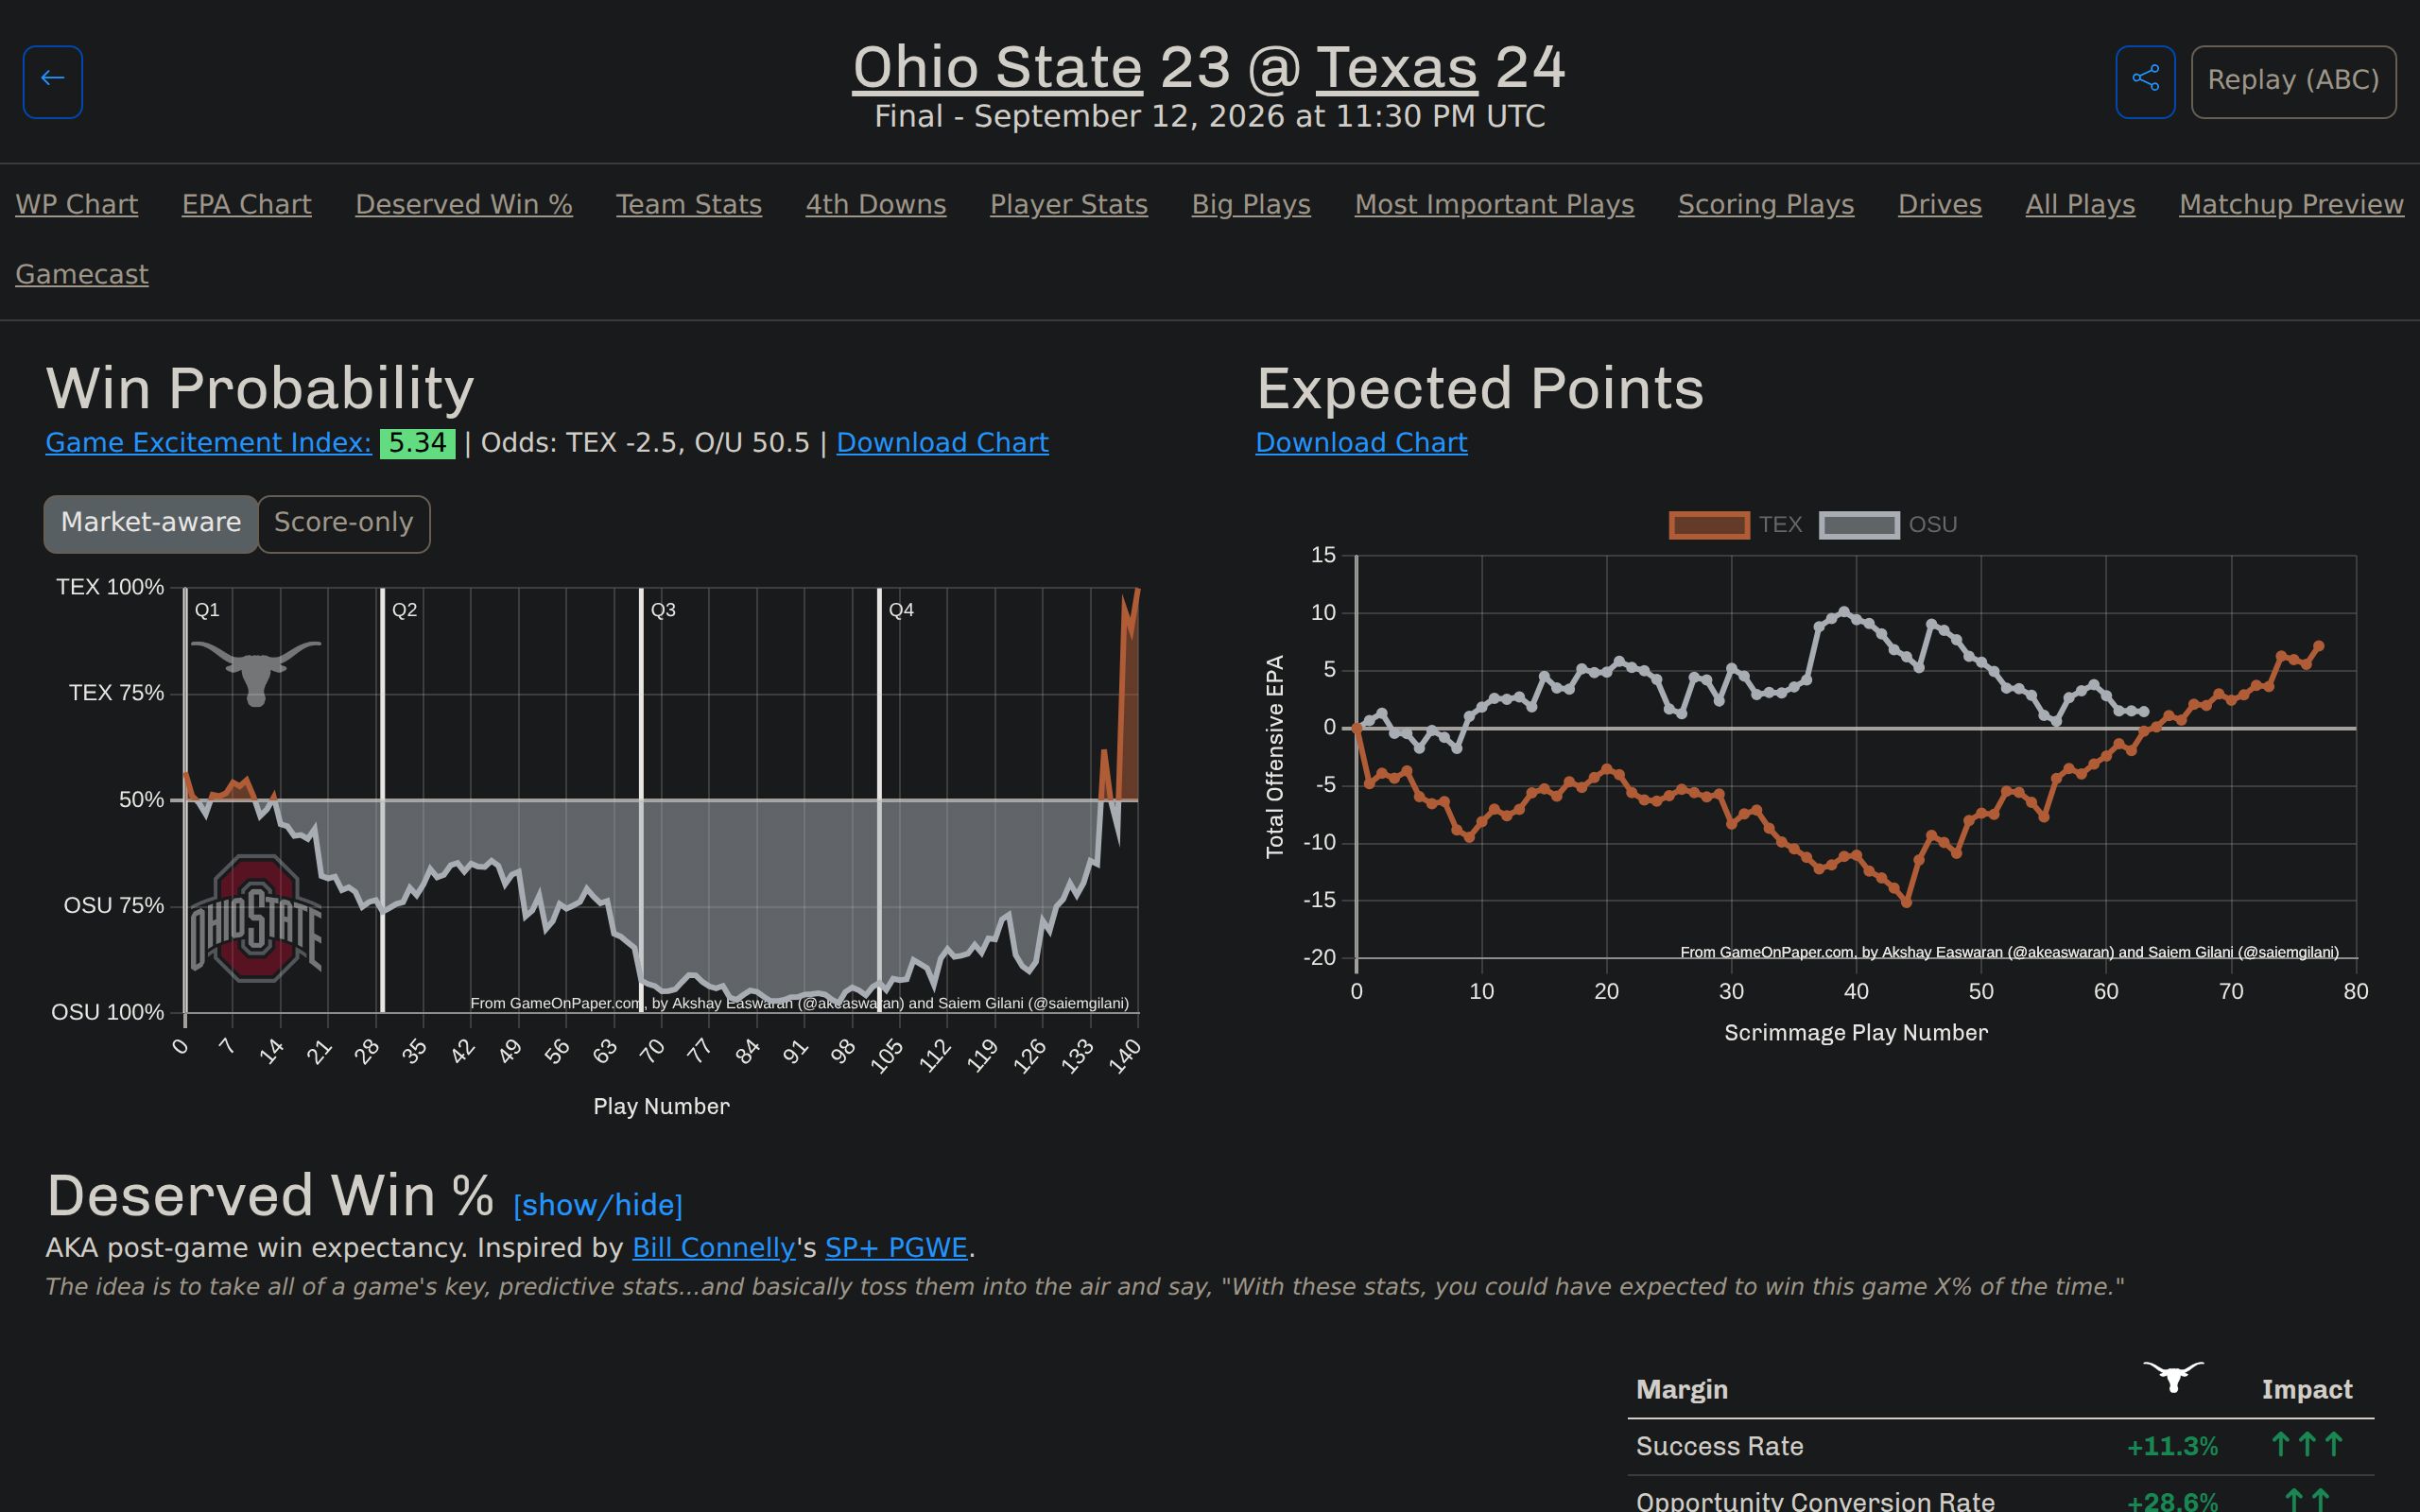 ←
Ohio State 23 @ Texas 24
Final - September 12, 2026 at 11:30 PM UTC
Replay (ABC)
WP Chart EPA Chart Deserved Win % Team Stats 4th Downs Player Stats Big Plays Most Important Plays Scoring Plays Drives All Plays Matchup Preview
Gamecast
Win Probability
Game Excitement Index: 5.34 | Odds: TEX -2.5, O/U 50.5 | Download Chart
Market-aware Score-only
TEX 100%
TEX 75%
50%
OSU 75%
OSU 100%
Q1 Q2 Q3 Q4
OHIO STATE
From GameOnPaper.com, by Akshay Easwaran (@akeaswaran) and Saiem Gilani (@saiemgilani)
0 7 14 21 28 35 42 49 56 63 70 77 84 91 98 105 112 119 126 133 140
Play Number
Expected Points
Download Chart
TEX OSU
Total Offensive EPA
15
10
5
0
-5
-10
-15
-20
From GameOnPaper.com, by Akshay Easwaran (@akeaswaran) and Saiem Gilani (@saiemgilani)
0 10 20 30 40 50 60 70 80
Scrimmage Play Number
Deserved Win % [show/hide]
AKA post-game win expectancy. Inspired by Bill Connelly's SP+ PGWE.
The idea is to take all of a game's key, predictive stats...and basically toss them into the air and say, "With these stats, you could have expected to win this game X% of the time."
Margin Impact
Success Rate +11.3% ↑↑↑
Opportunity Conversion Rate +28.6% ↑↑